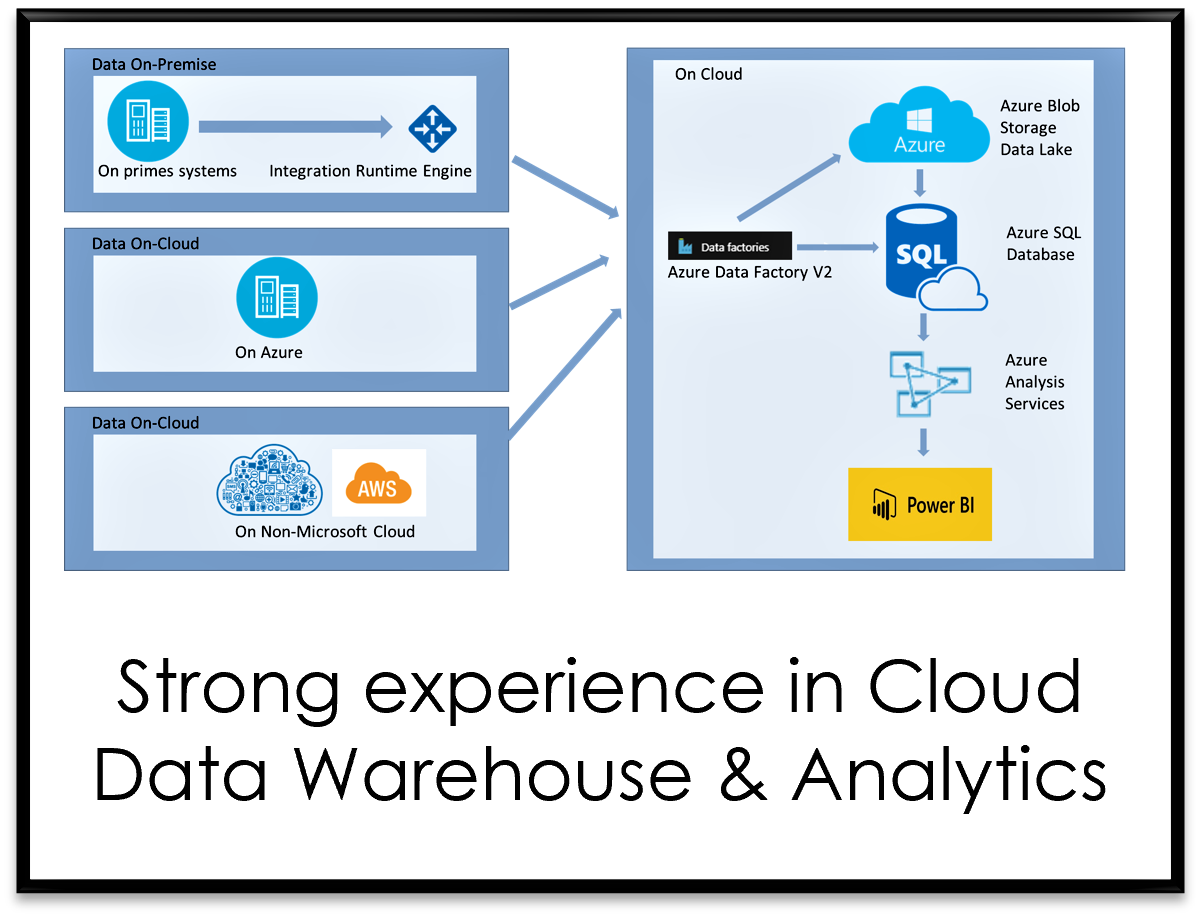 Data On-Premise
On primes systems
Integration Runtime Engine
Data On-Cloud
On Azure
Data On-Cloud
AWS
On Non-Microsoft Cloud
On Cloud
Azure
Azure Blob
Storage
Data Lake
Data factories
Azure Data Factory V2
SQL
Azure SQL
Database
Azure
Analysis
Services
Power BI
Strong experience in Cloud
Data Warehouse & Analytics